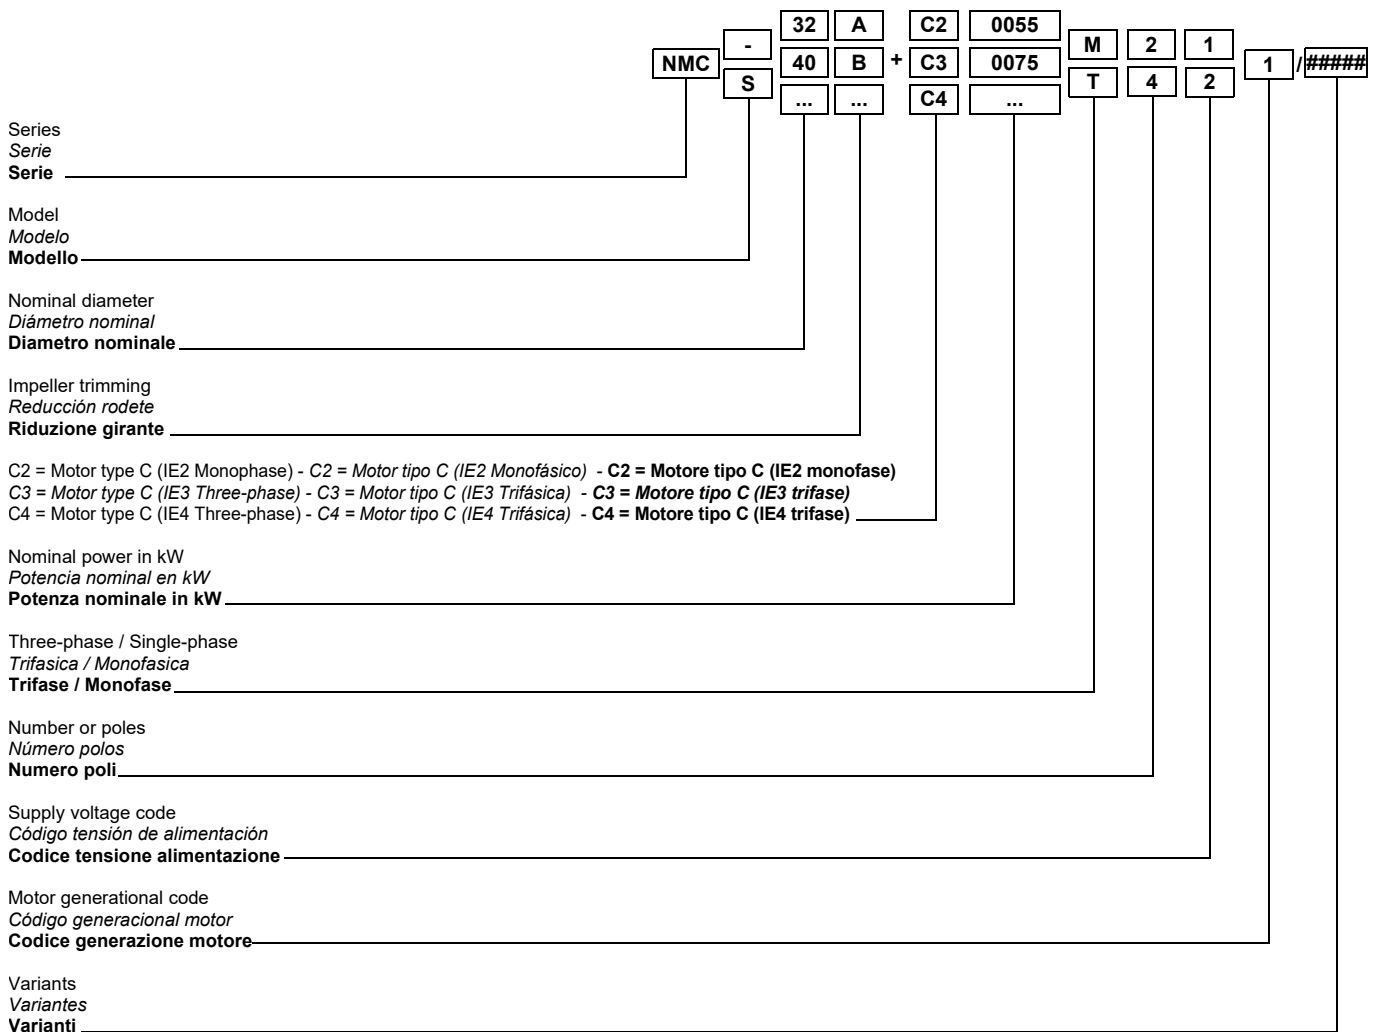 32 A C2 0055
- M 2 1
NMC 40 B + C3 0075 1 / #####
S T 4 2
... ... C4 ...
Series
Serie
Serie
Model
Modelo
Modello
Nominal diameter
Diámetro nominal
Diametro nominale
Impeller trimming
Reducción rodete
Riduzione girante
C2 = Motor type C (IE2 Monophase) - C2 = Motor tipo C (IE2 Monofásico) - C2 = Motore tipo C (IE2 monofase)
C3 = Motor type C (IE3 Three-phase) - C3 = Motor tipo C (IE3 Trifásica) - C3 = Motore tipo C (IE3 trifase)
C4 = Motor type C (IE4 Three-phase) - C4 = Motor tipo C (IE4 Trifásica) - C4 = Motore tipo C (IE4 trifase)
Nominal power in kW
Potencia nominal en kW
Potenza nominale in kW
Three-phase / Single-phase
Trifasica / Monofasica
Trifase / Monofase
Number or poles
Número polos
Numero poli
Supply voltage code
Código tensión de alimentación
Codice tensione alimentazione
Motor generational code
Código generacional motor
Codice generazione motore
Variants
Variantes
Varianti